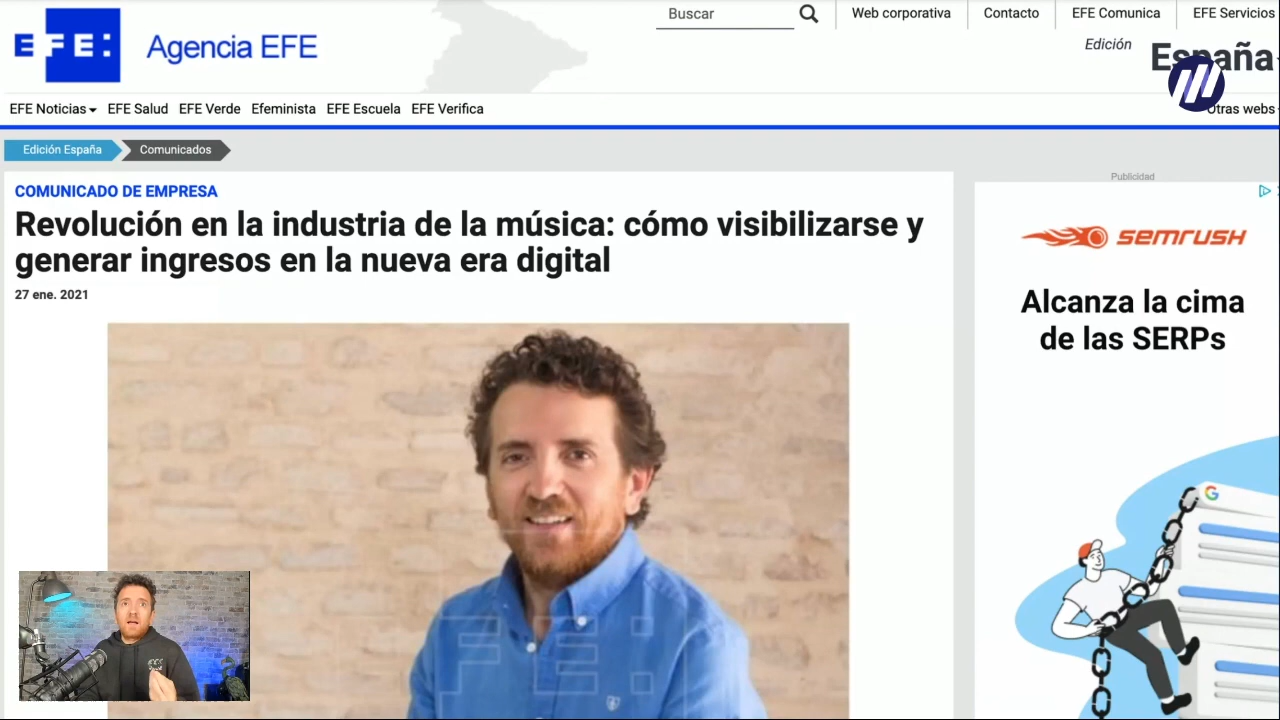 EFE:
Agencia EFE
Buscar
Web corporativa
Contacto
EFE Comunica
EFE Servicios
Edición
España
EFE Noticias
EFE Salud
EFE Verde
Efeminista
EFE Escuela
EFE Verifica
Otras webs
Edición España
Comunicados
Publicidad
COMUNICADO DE EMPRESA
Revolución en la industria de la música: cómo visibilizarse y
generar ingresos en la nueva era digital
27 ene. 2021
EFE:
SEMRUSH
Alcanza la cima
de las SERPs
G